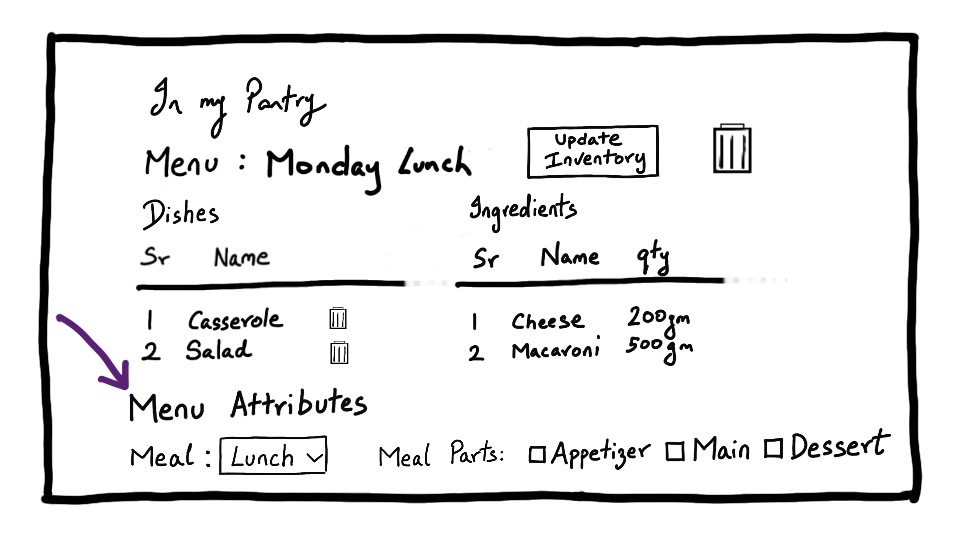 In my Pantry
Menu : Monday Lunch
Update Inventory
Dishes
Sr Name
1 Casserole
2 Salad
Ingredients
Sr Name qty
1 Cheese 200gm
2 Macaroni 500gm
Menu Attributes
Meal : Lunch Meal Parts: Appetizer Main Dessert